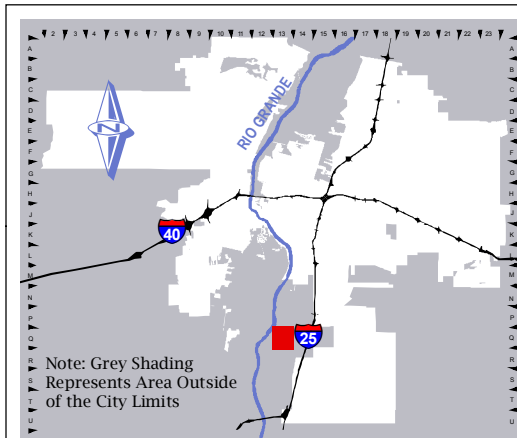 2 3 4 5 6 7 8 9 10 11 12 13 14 15 16 17 18 19 20 21 22 23
A A
B B
C C
D D
E E
F F
G G
H H
J J
K K
L L
M M
N N
P P
Q Q
R R
S S
T T
U U
RIO GRANDE
N
40
25
Note: Grey Shading
Represents Area Outside
of the City Limits